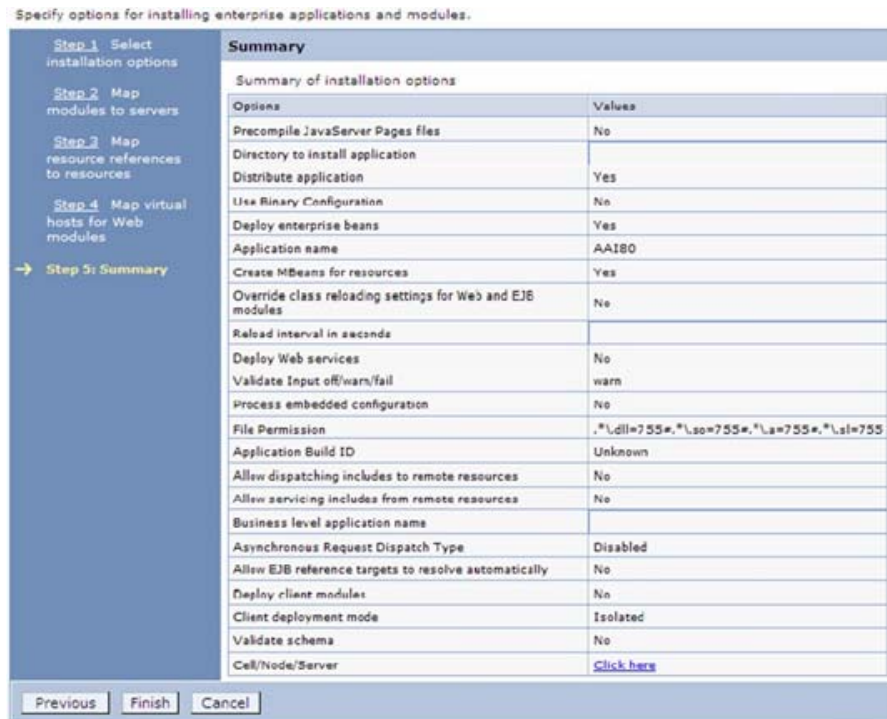 Specify options for installing enterprise applications and modules.
Step 1 Select
installation options
Step 2 Map
modules to servers
Step 3 Map
resource references
to resources
Step 4 Map virtual
hosts for Web
modules
Step 5: Summary
Summary
Summary of installation options
Options Values
Precompile JavaServer Pages files No
Directory to install application
Distribute application Yes
Use Binary Configuration No
Deploy enterprise beans Yes
Application name AAI80
Create MBeans for resources Yes
Override class reloading settings for Web and EJB
modules No
Reload interval in seconds
Deploy Web services No
Validate Input off/warn/fail warn
Process embedded configuration No
File Permission .*\.dll=755#.*\.so=755#.*\.a=755#.*\.sl=755
Application Build ID Unknown
Allow dispatching includes to remote resources No
Allow servicing includes from remote resources No
Business level application name
Asynchronous Request Dispatch Type Disabled
Allow EJB reference targets to resolve automatically No
Deploy client modules No
Client deployment mode Isolated
Validate schema No
Cell/Node/Server Click here
Previous Finish Cancel